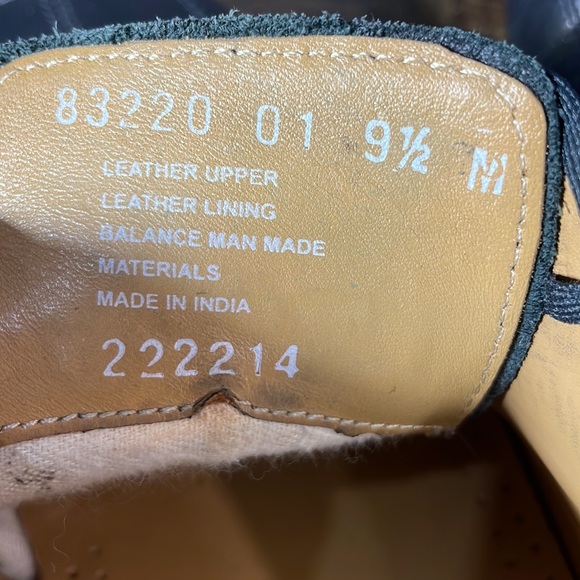 83220 01 9½ M
LEATHER UPPER
LEATHER LINING
BALANCE MAN MADE
MATERIALS
MADE IN INDIA
222214